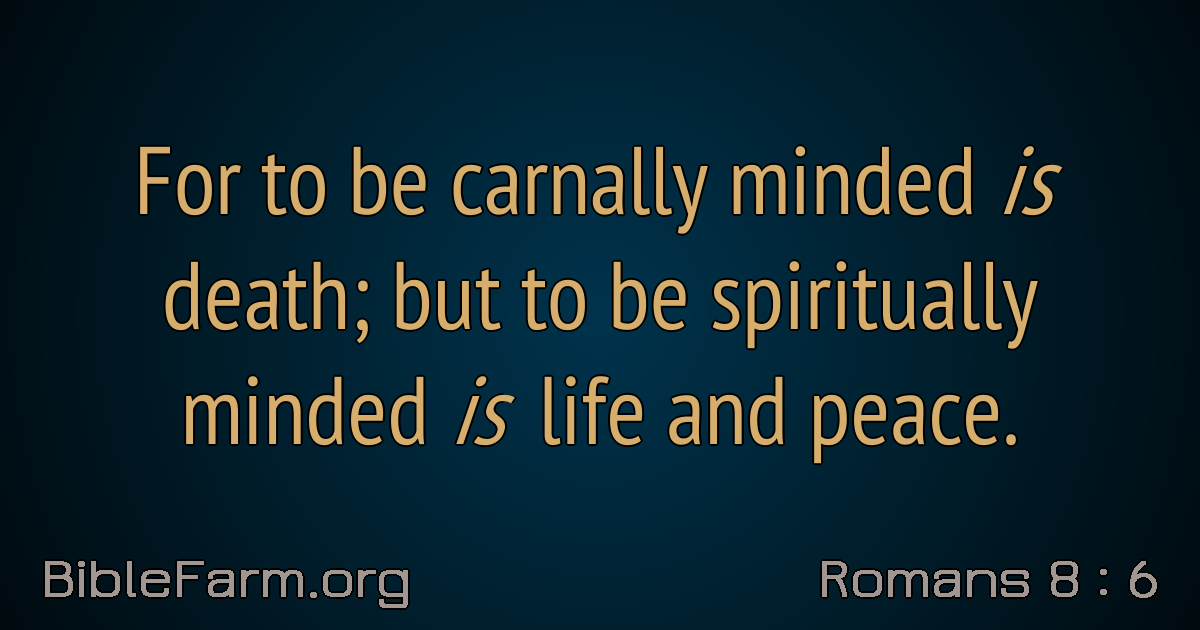 For to be carnally minded is
death; but to be spiritually
minded is life and peace.
BibleFarm.org
Romans 8 : 6